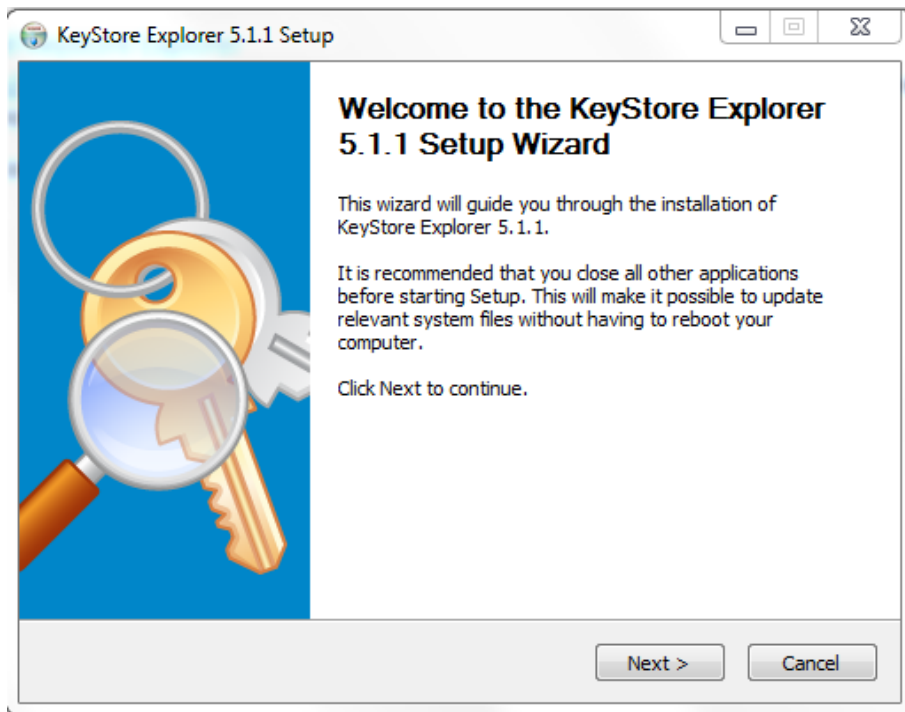 KeyStore Explorer 5.1.1 Setup
Welcome to the KeyStore Explorer
5.1.1 Setup Wizard
This wizard will guide you through the installation of
KeyStore Explorer 5.1.1.
It is recommended that you close all other applications
before starting Setup. This will make it possible to update
relevant system files without having to reboot your
computer.
Click Next to continue.
Next >
Cancel